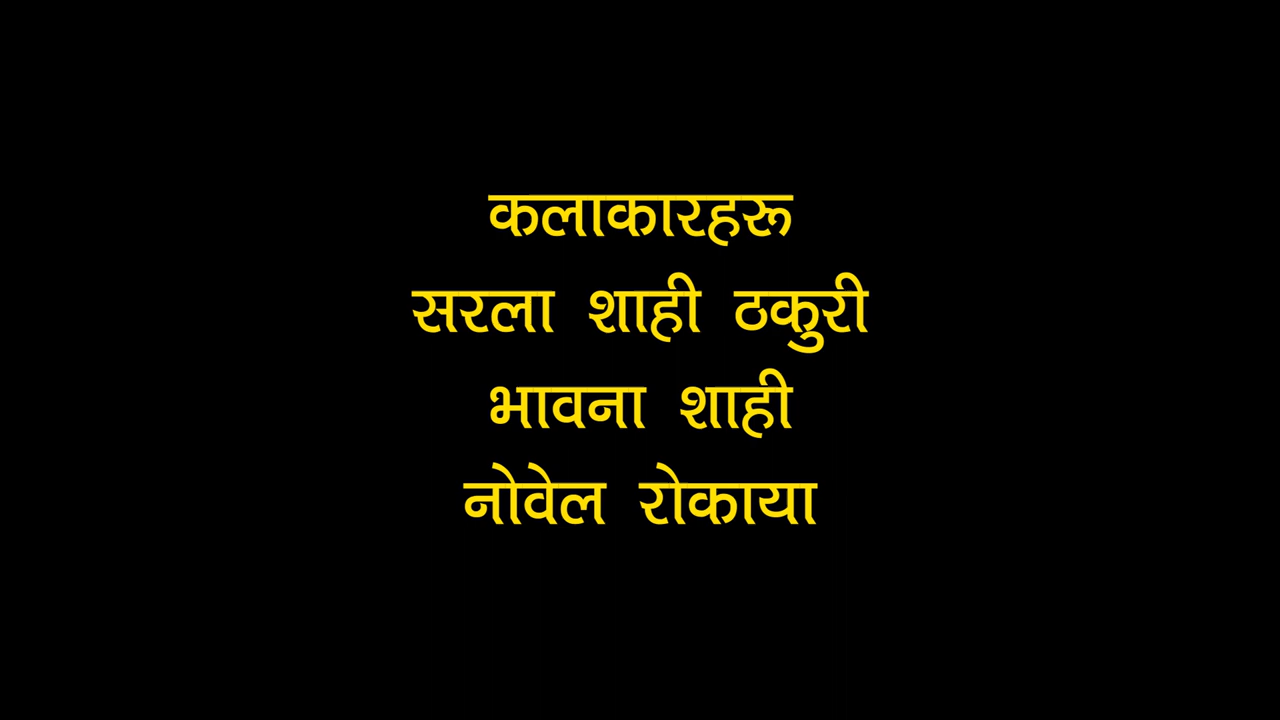 कलाकारहरू
सरला शाही ठकुरी
भावना शाही
नोवेल रोकाया